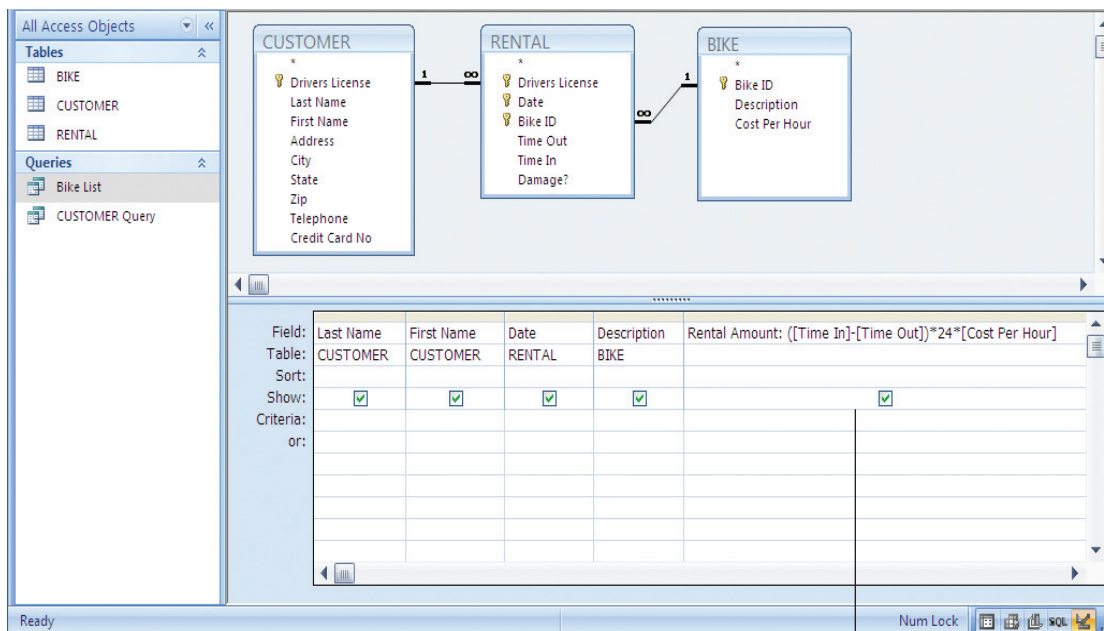 All Access Objects
Tables
BIKE
CUSTOMER
RENTAL
Queries
Bike List
CUSTOMER Query
CUSTOMER
*
Drivers License
Last Name
First Name
Address
City
State
Zip
Telephone
Credit Card No
1 ∞
RENTAL
*
Drivers License
Date
Bike ID
Time Out
Time In
Damage?
∞ 1
BIKE
*
Bike ID
Description
Cost Per Hour
Field: Last Name First Name Date Description Rental Amount: ([Time In]-[Time Out])*24*[Cost Per Hour]
Table: CUSTOMER CUSTOMER RENTAL BIKE
Sort:
Show:
Criteria:
or:
Ready Num Lock SQL